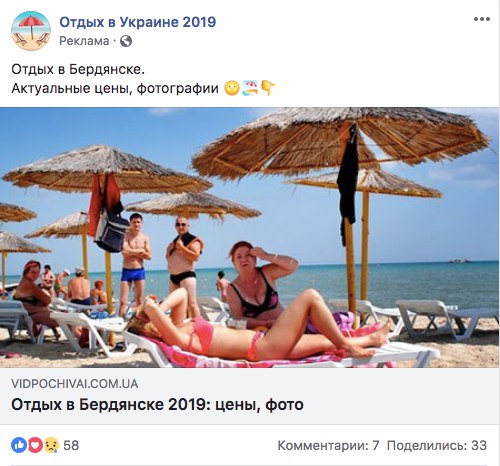 Отдых в Украине 2019
Реклама ·
Отдых в Бердянске.
Актуальные цены, фотографии
VIDPOCHIVAI.COM.UA
Отдых в Бердянске 2019: цены, фото
58 Комментарии: 7 Поделились: 33